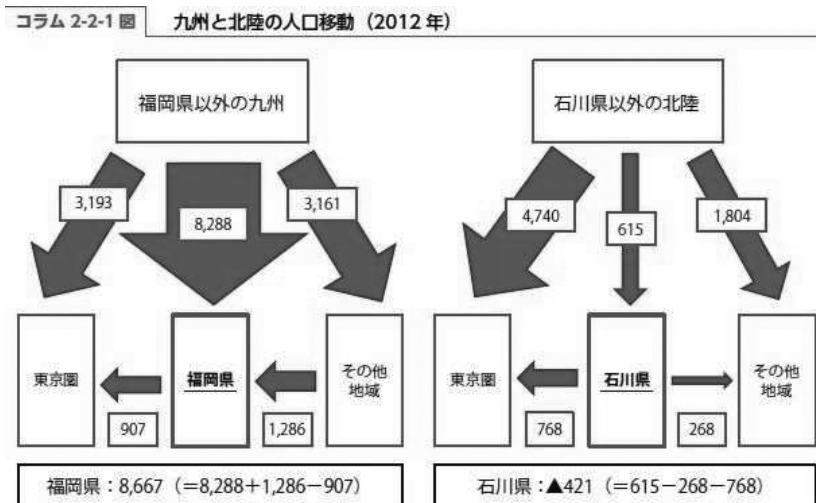 コラム 2-2-1 図 九州と北陸の人口移動（2012 年）
福岡県以外の九州
3,193
8,288
3,161
東京圏
福岡県
その他
地域
907
1,286
福岡県：8,667（＝8,288＋1,286－907）
石川県以外の北陸
4,740
615
1,804
東京圏
石川県
その他
地域
768
268
石川県：▲421（＝615－268－768）